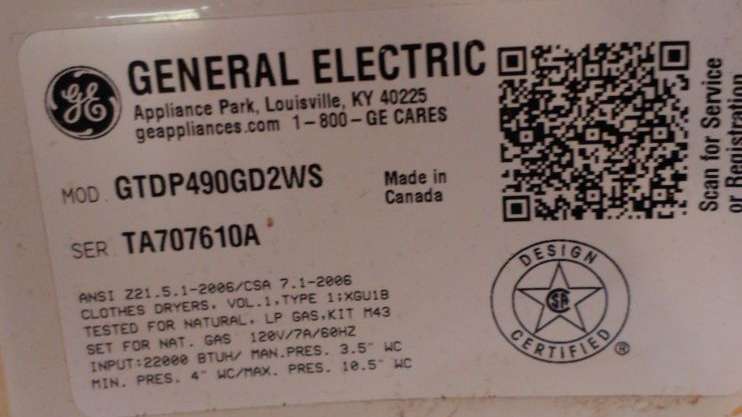 GE
GENERAL ELECTRIC
Appliance Park, Louisville, KY 40225
geappliances.com 1-800-GE CARES
MOD. GTDP490GD2WS
Made in
Canada
SER. TA707610A
ANSI Z21.5.1-2006/CSA 7.1-2006
CLOTHES DRYERS, VOL.1,TYPE 1;XGU1B
TESTED FOR NATURAL, LP GAS,KIT M43
SET FOR NAT. GAS 120V/7A/60HZ
INPUT:22000 BTUH/ MAN.PRES. 3.5" WC
MIN. PRES. 4" WC/MAX. PRES. 10.5" WC
Scan for Service
or Registration
DESIGN
CSA
CERTIFIED
®